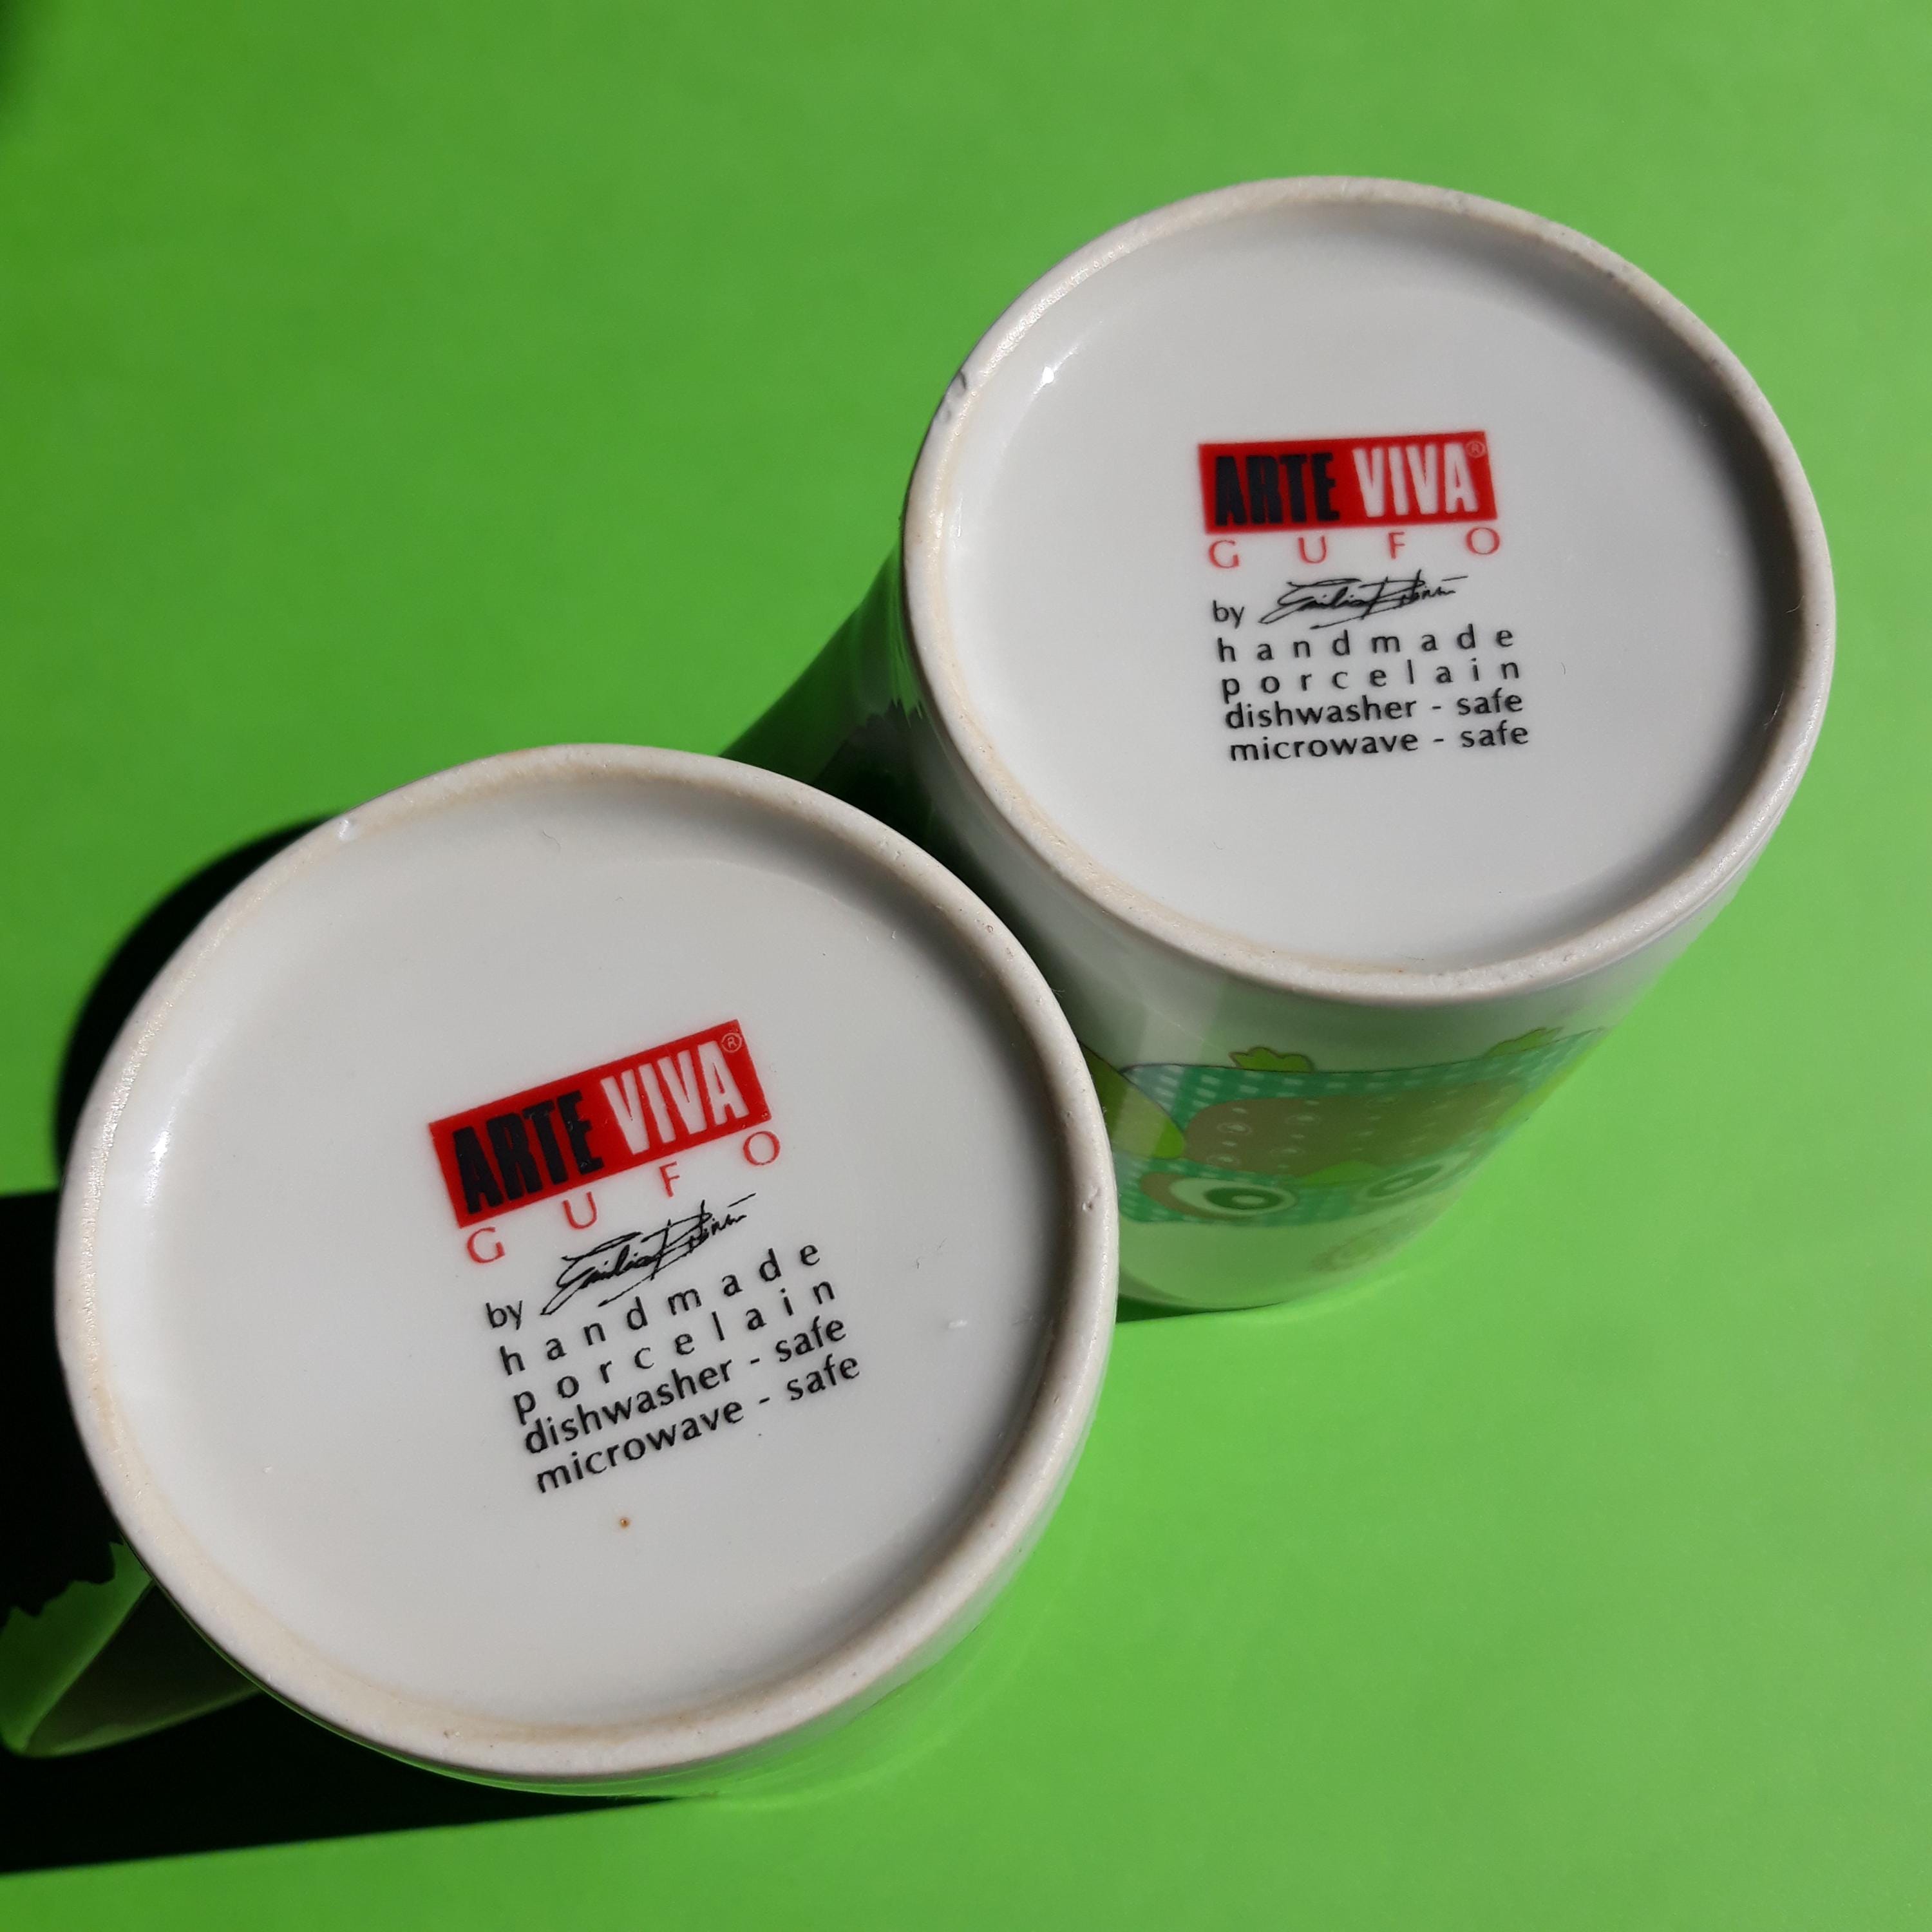 ARTE VIVA®
GUFO
by
handmade
porcelain
dishwasher - safe
microwave - safe
ARTE VIVA®
GUFO
by
handmade
porcelain
dishwasher - safe
microwave - safe